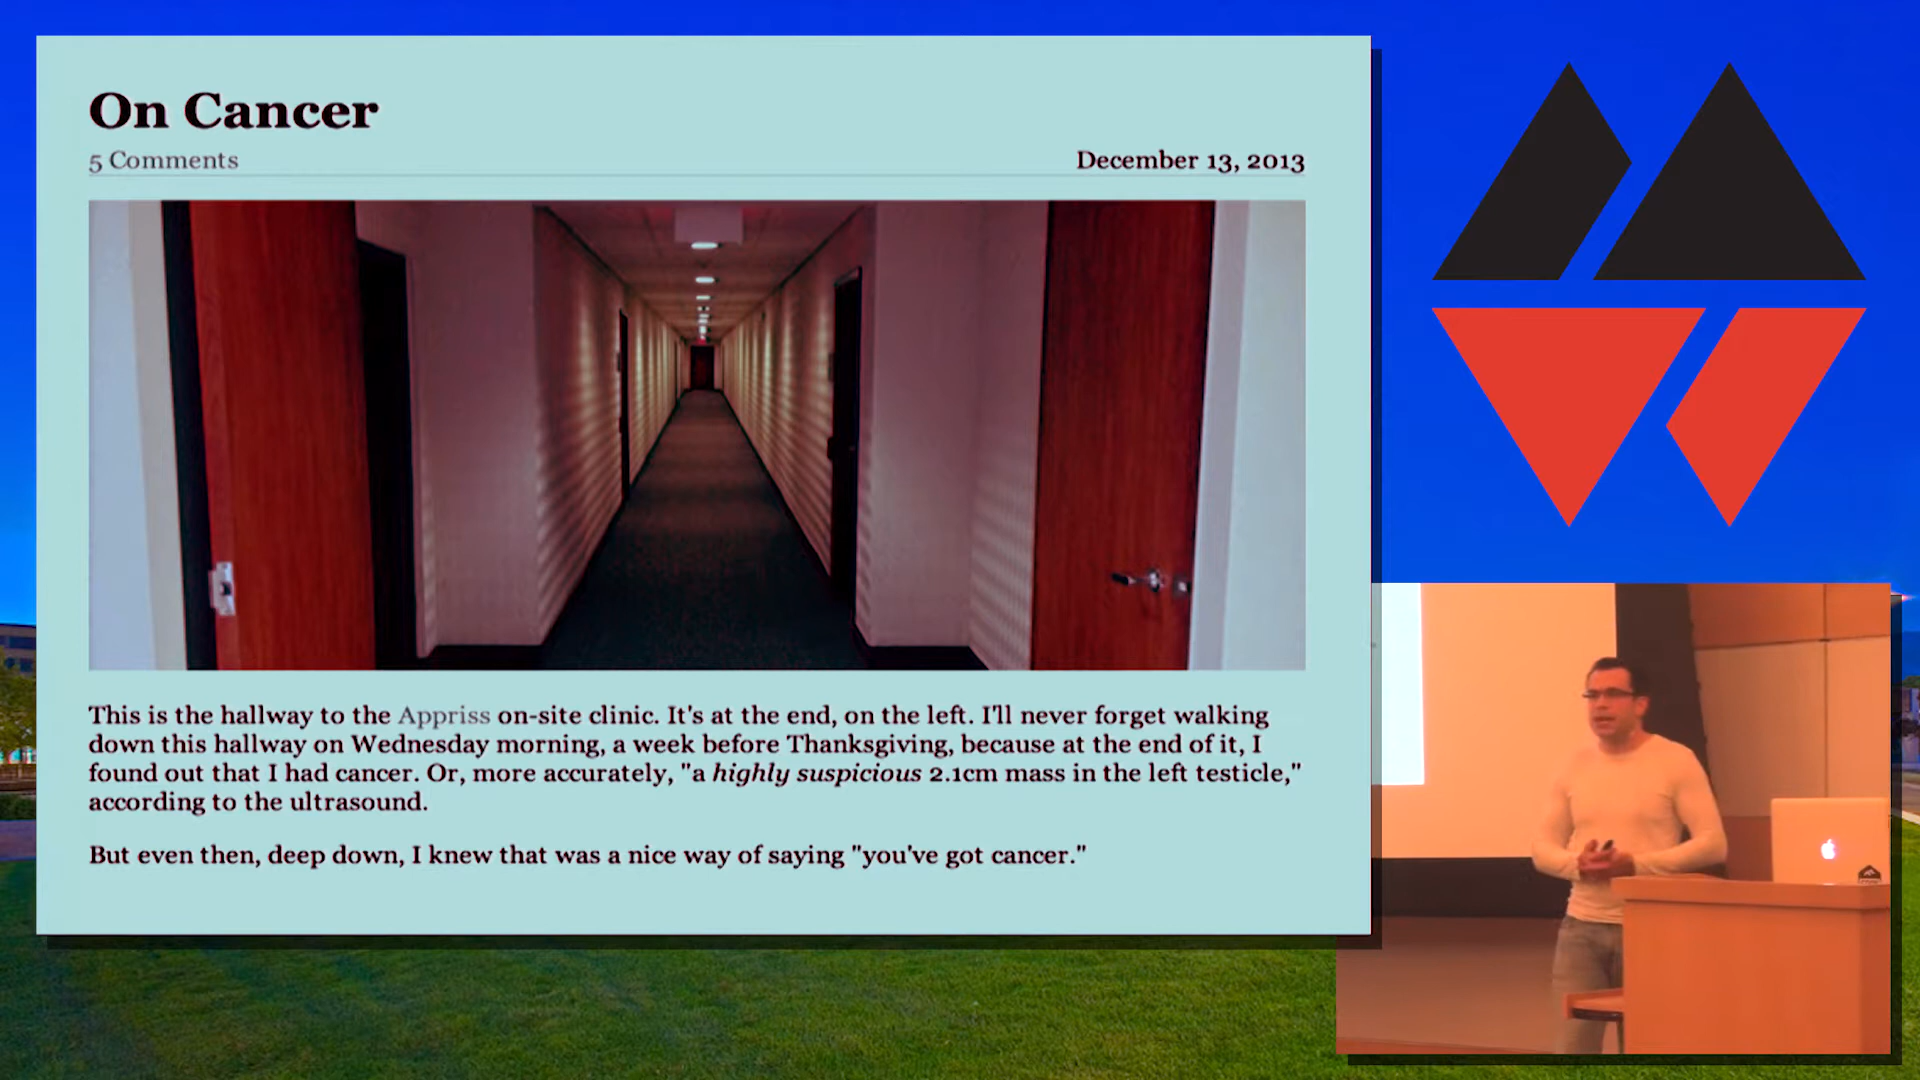 On Cancer
5 Comments
December 13, 2013
This is the hallway to the Appriss on-site clinic. It's at the end, on the left. I'll never forget walking
down this hallway on Wednesday morning, a week before Thanksgiving, because at the end of it, I
found out that I had cancer. Or, more accurately, "a highly suspicious 2.1cm mass in the left testicle,"
according to the ultrasound.
But even then, deep down, I knew that was a nice way of saying "you've got cancer."